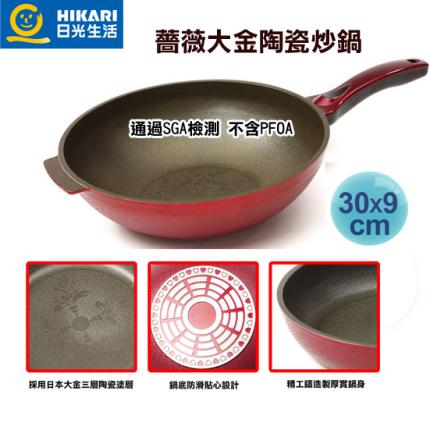 HIKARI
日光生活
薔薇大金陶瓷炒鍋
通過SGA檢測 不含PFOA
30x9
cm
採用日本大金三層陶瓷塗層
鍋底防滑貼心設計
精工鑄造製厚實鍋身